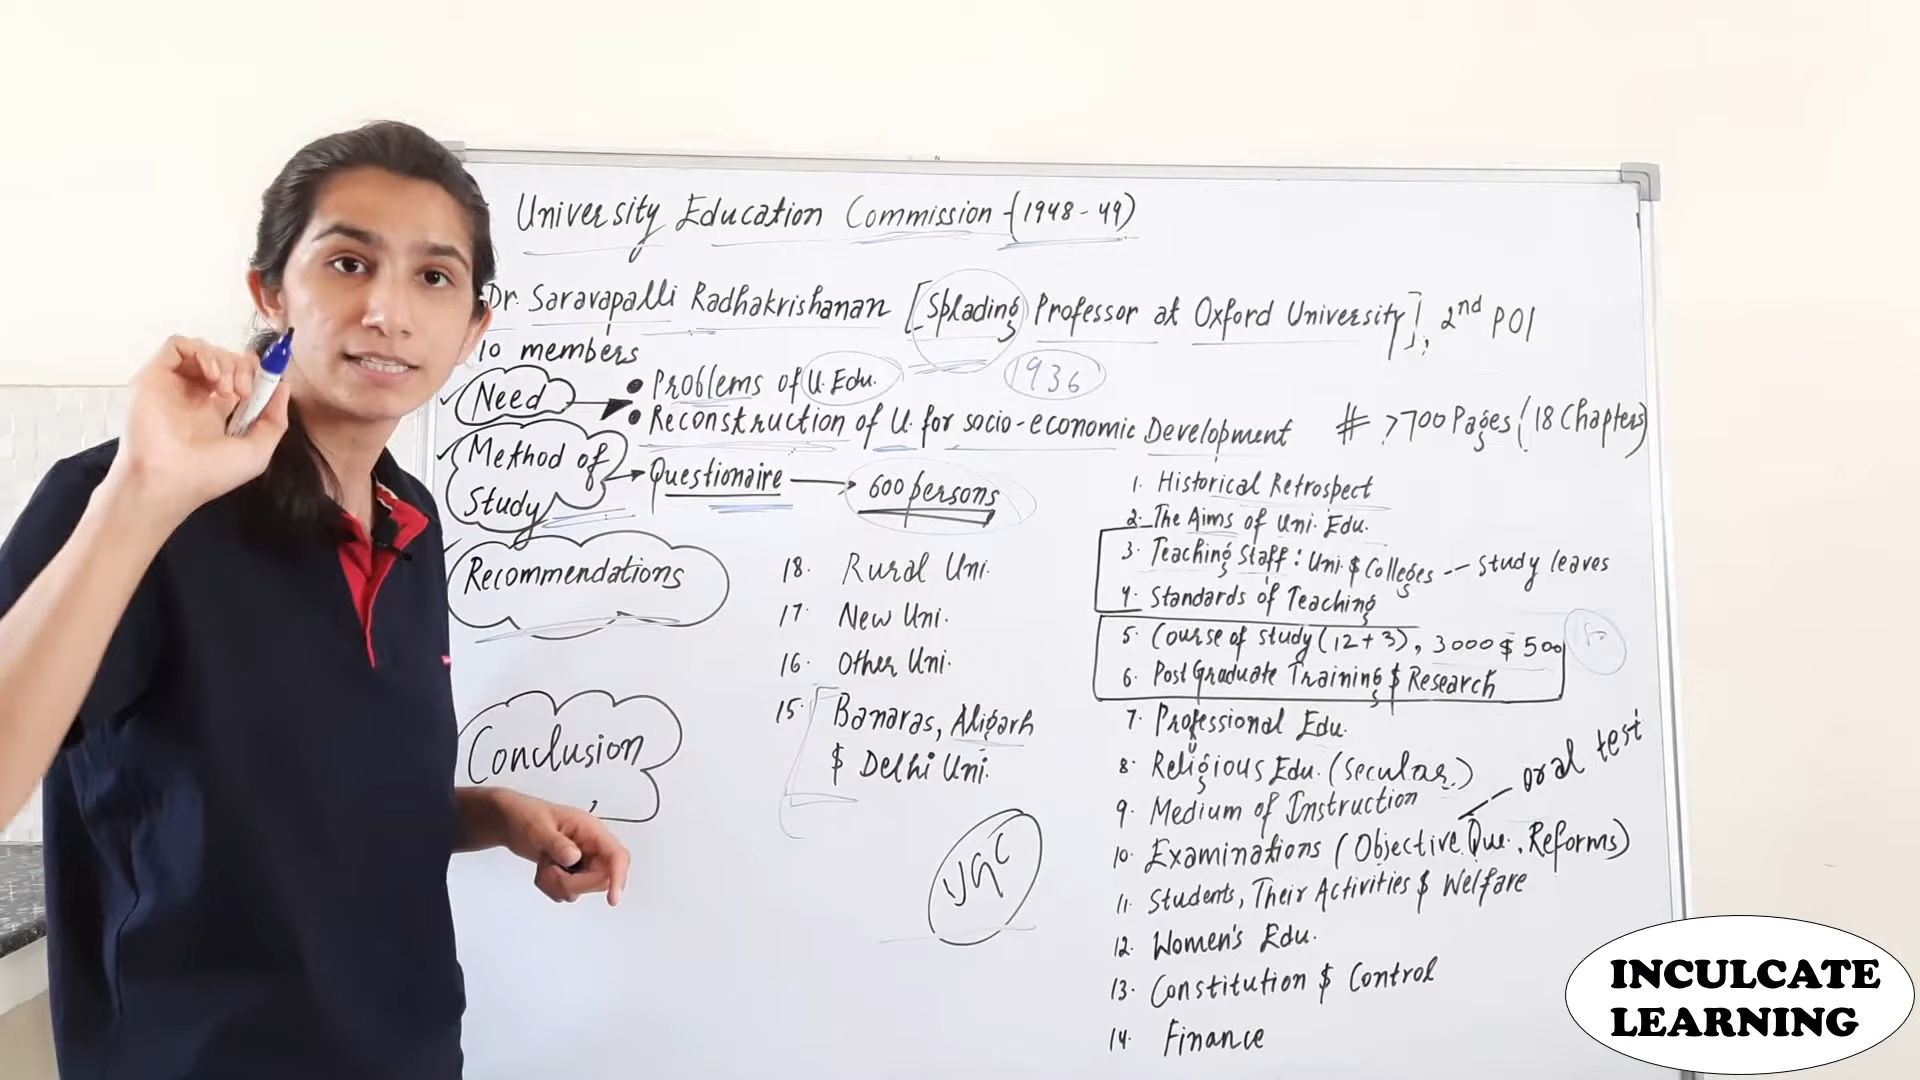 University Education Commission - (1948 - 49)
Dr. Saravapalli Radhakrishanan [Splading Professor at Oxford University], 2nd POI
10 members
1936
Need
• Problems of U. Edu.
• Reconstruction of U. for socio-economic Development
# >700 Pages (18 Chapters)
Method of
Study
Questionaire
600 persons
Recommendations
Conclusion
18. Rural Uni.
17. New Uni.
16. Other Uni.
15. Banaras, Aligarh
$ Delhi Uni.
UGC
1. Historical Retrospect
2. The Aims of Uni. Edu.
3. Teaching Staff : Uni $ Colleges -- Study leaves
4. Standards of Teaching
5. Course of study (12+3), 3000 $ 500
6. Post Graduate Training $ Research
7. Professional Edu.
8. Religious Edu. (Secular.)
9. Medium of Instruction
oral test
10. Examinations (Objective Que., Reforms)
11. Students, Their Activities $ Welfare
12. Women's Edu.
13. Constitution $ Control
14. Finance
INCULCATE
LEARNING